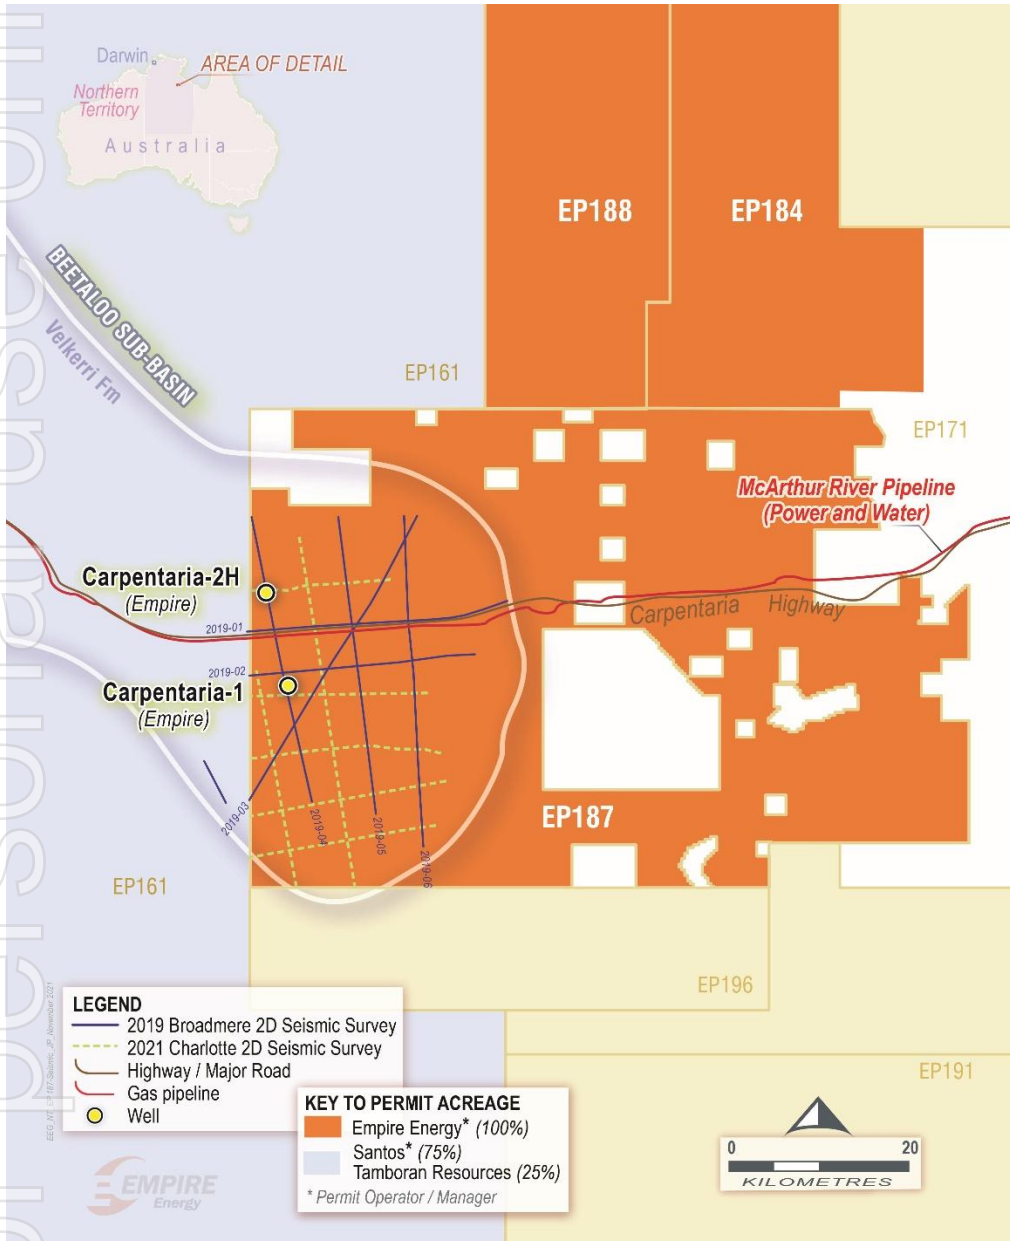 Darwin
AREA OF DETAIL
Northern
Territory
Australia
EP188
EP184
BEETALOO SUB-BASIN
Velkerri Fm
EP161
EP171
McArthur River Pipeline
(Power and Water)
Carpentaria-2H
(Empire)
Carpentaria Highway
2019-01
2019-02
Carpentaria-1
(Empire)
2019-03
2019-04
2019-05
2019-06
EP187
EP161
EP196
EP191
LEGEND
2019 Broadmere 2D Seismic Survey
2021 Charlotte 2D Seismic Survey
Highway / Major Road
Gas pipeline
Well
KEY TO PERMIT ACREAGE
Empire Energy* (100%)
Santos* (75%)
Tamboran Resources (25%)
* Permit Operator / Manager
0 20
KILOMETRES
EMPIRE
Energy
personal use on